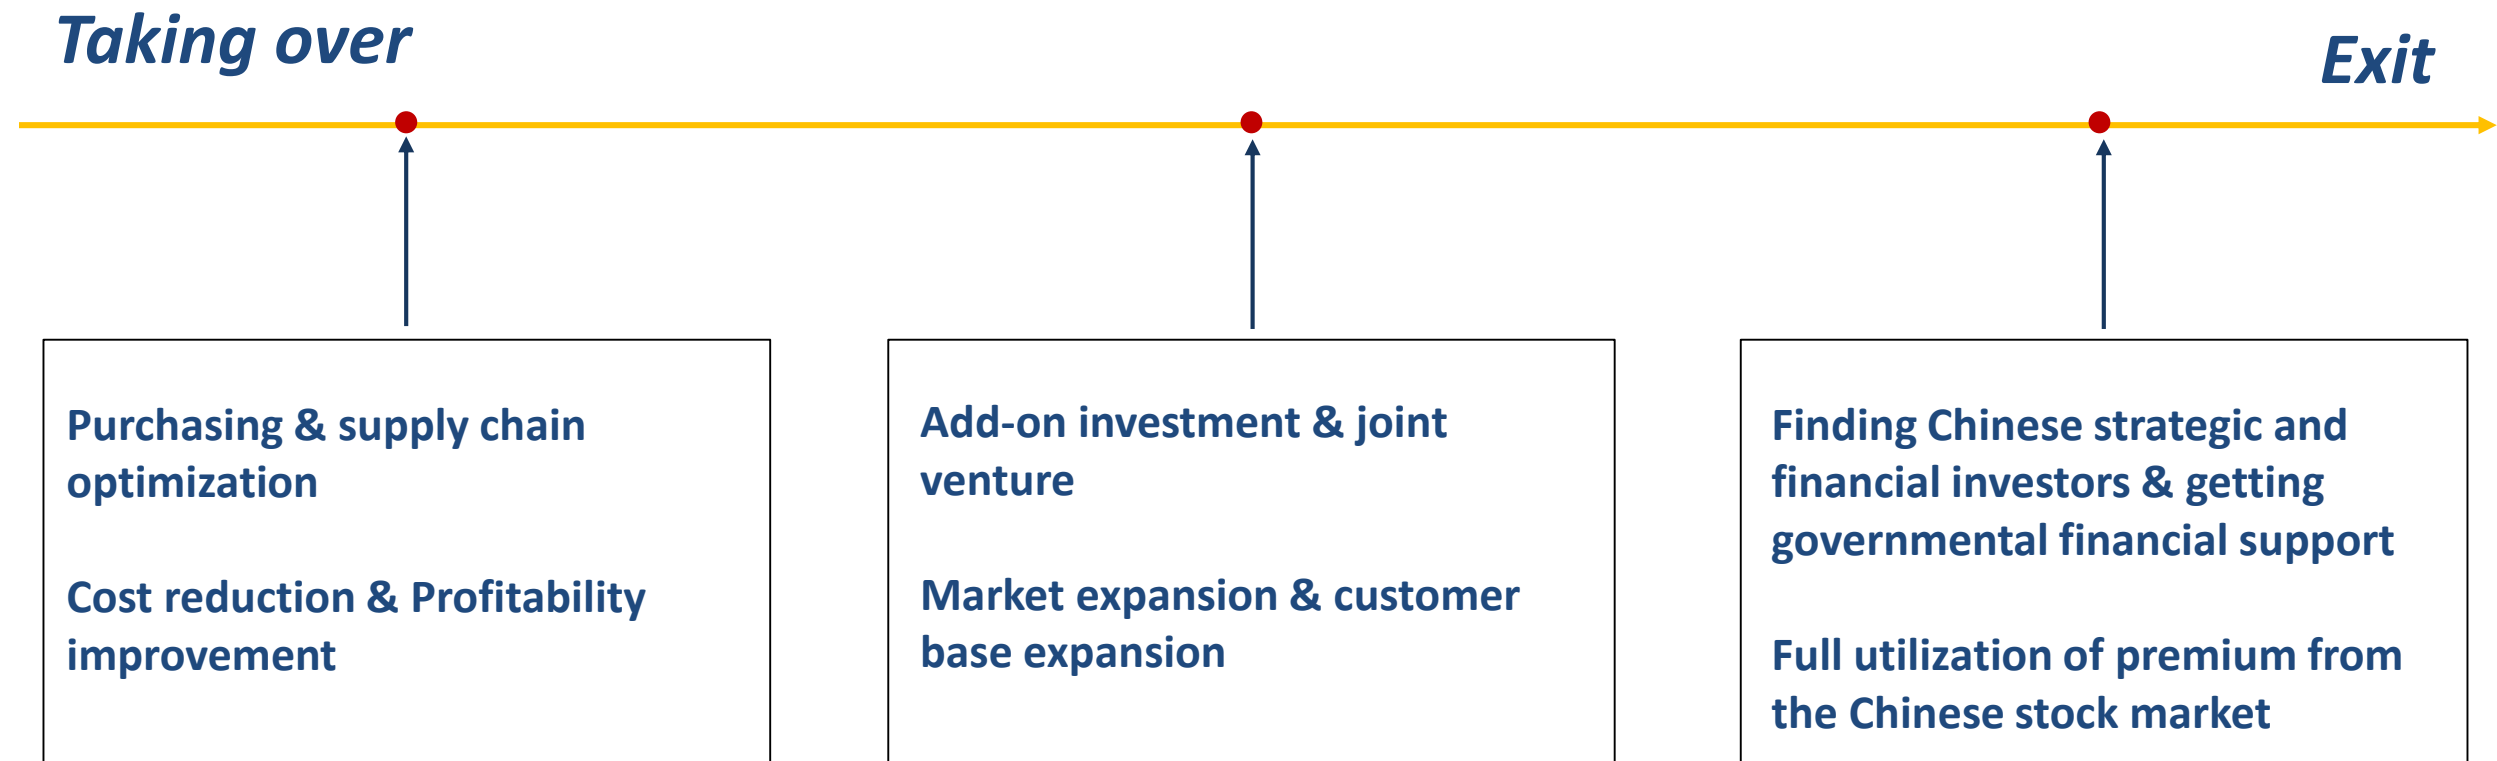 Taking over
Exit
Purchasing & supply chain
optimization
Cost reduction & Profitability
improvement
Add-on investment & joint
venture
Market expansion & customer
base expansion
Finding Chinese strategic and
financial investors & getting
governmental financial support
Full utilization of premium from
the Chinese stock market